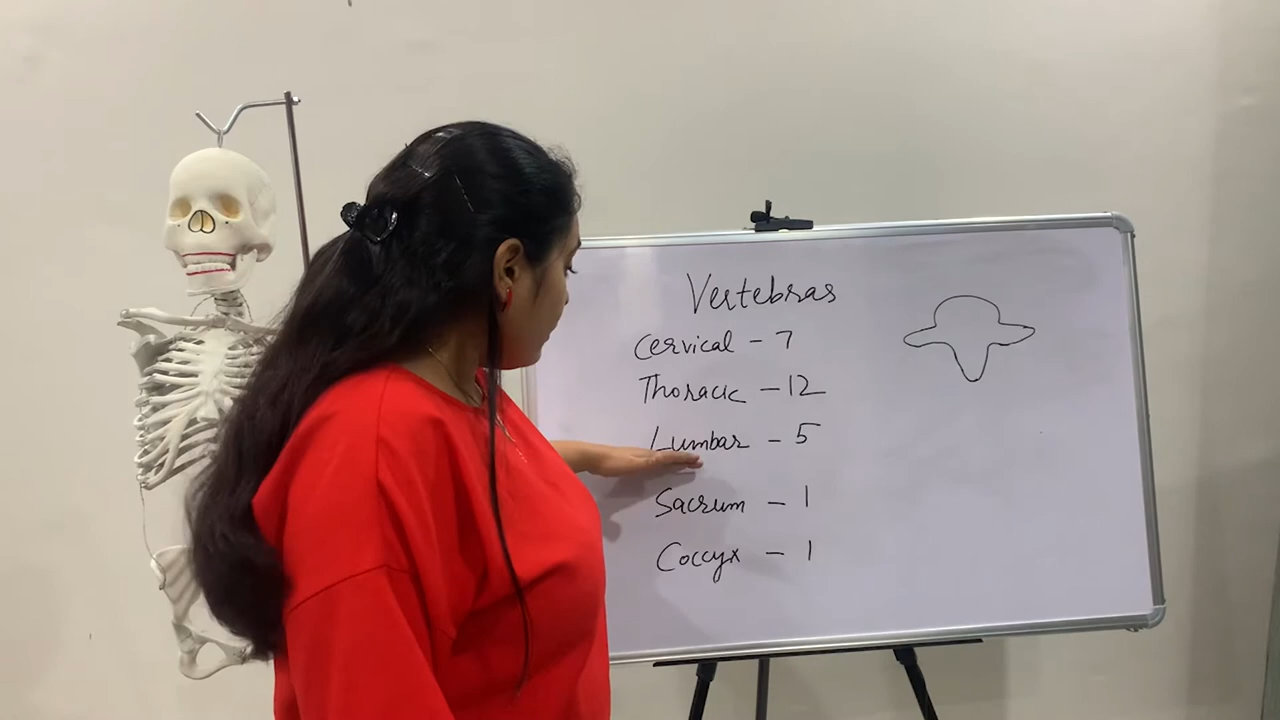 Vertebras
Cervical - 7
Thoracic - 12
Lumbar - 5
Sacrum - 1
Coccyx - 1